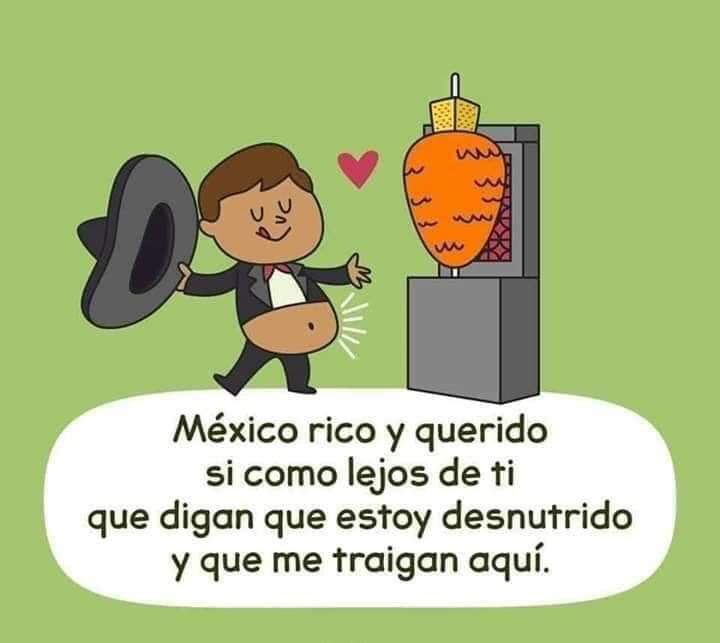 México rico y querido
si como lejos de ti
que digan que estoy desnutrido
y que me traigan aquí.